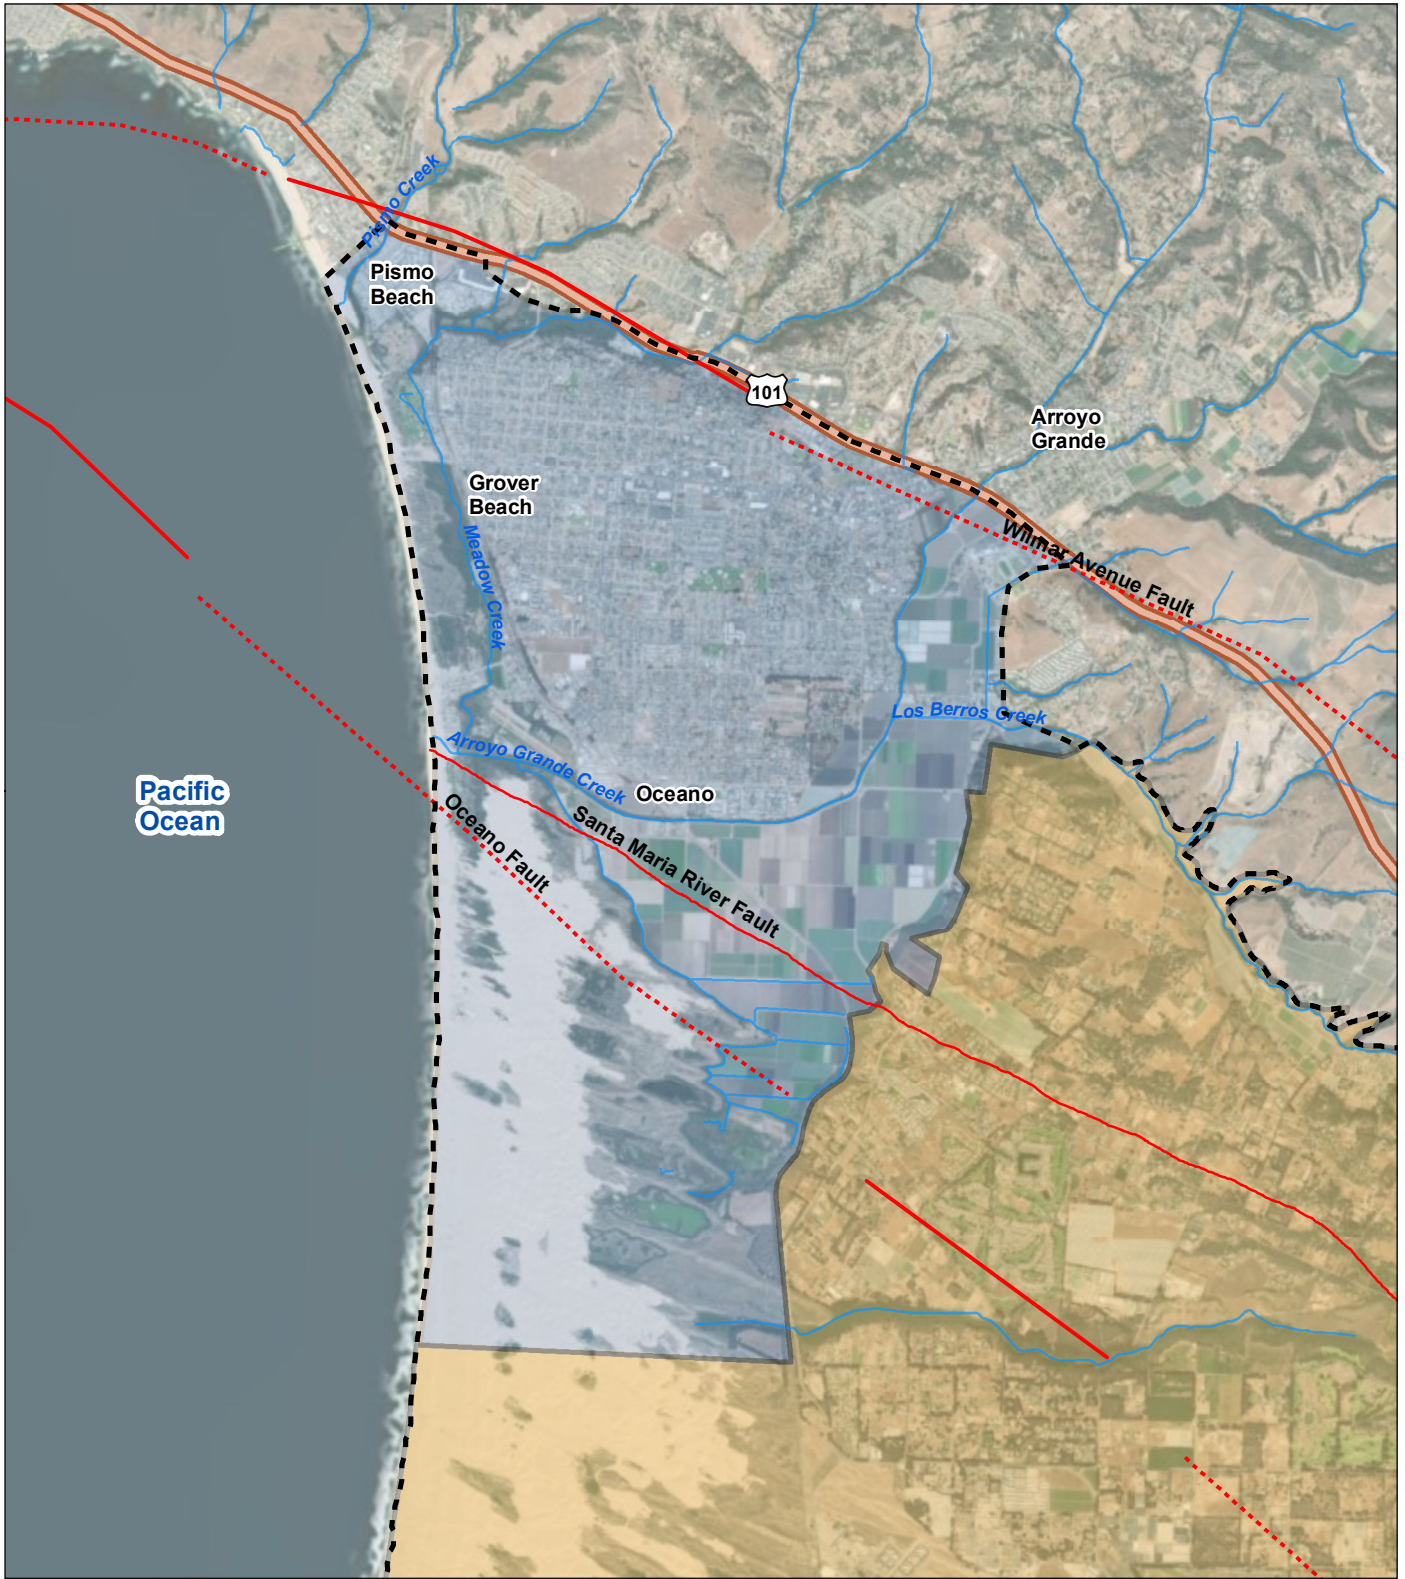 Pismo Creek
Pismo
Beach
101
Arroyo
Grande
Grover
Beach
Wilmar Avenue Fault
Meadow Creek
Los Berros Creek
Arroyo Grande Creek
Oceano
Pacific
Ocean
Oceano Fault
Santa Maria River Fault